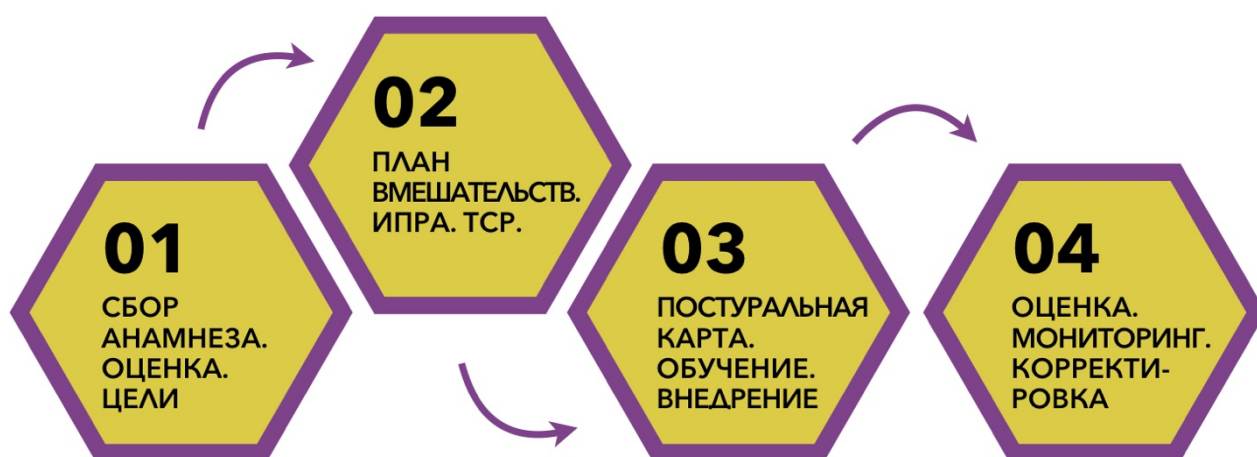 01
СБОР
АНАМНЕЗА.
ОЦЕНКА.
ЦЕЛИ
02
ПЛАН
ВМЕШАТЕЛЬСТВ.
ИПРА. ТСР.
03
ПОСТУРАЛЬНАЯ
КАРТА.
ОБУЧЕНИЕ.
ВНЕДРЕНИЕ
04
ОЦЕНКА.
МОНИТОРИНГ.
КОРРЕКТИ-
РОВКА